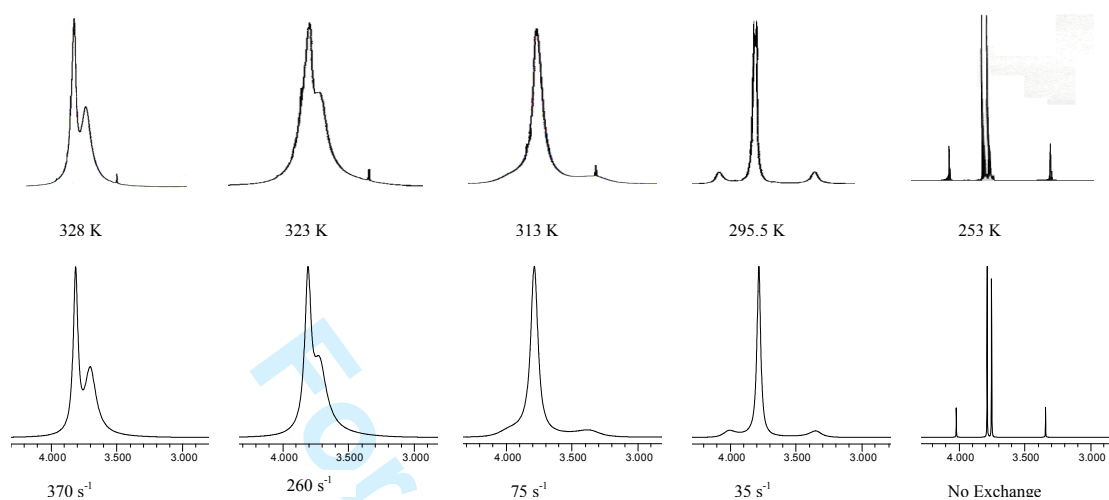 328 K 323 K 313 K 295.5 K 253 K
4.000 3.500 3.000 4.000 3.500 3.000 4.000 3.500 3.000 4.000 3.500 3.000 4.000 3.500 3.000
370 s⁻¹ 260 s⁻¹ 75 s⁻¹ 35 s⁻¹ No Exchange
For